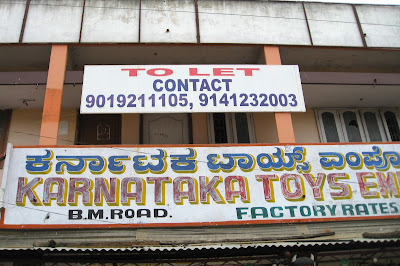 TO LET
CONTACT
9019211105, 9141232003
ಕರ್ನಾಟಕ ಟಾಯ್ಸ್
KARNATAKA TOYS
B.M.ROAD. FACTORY RATES